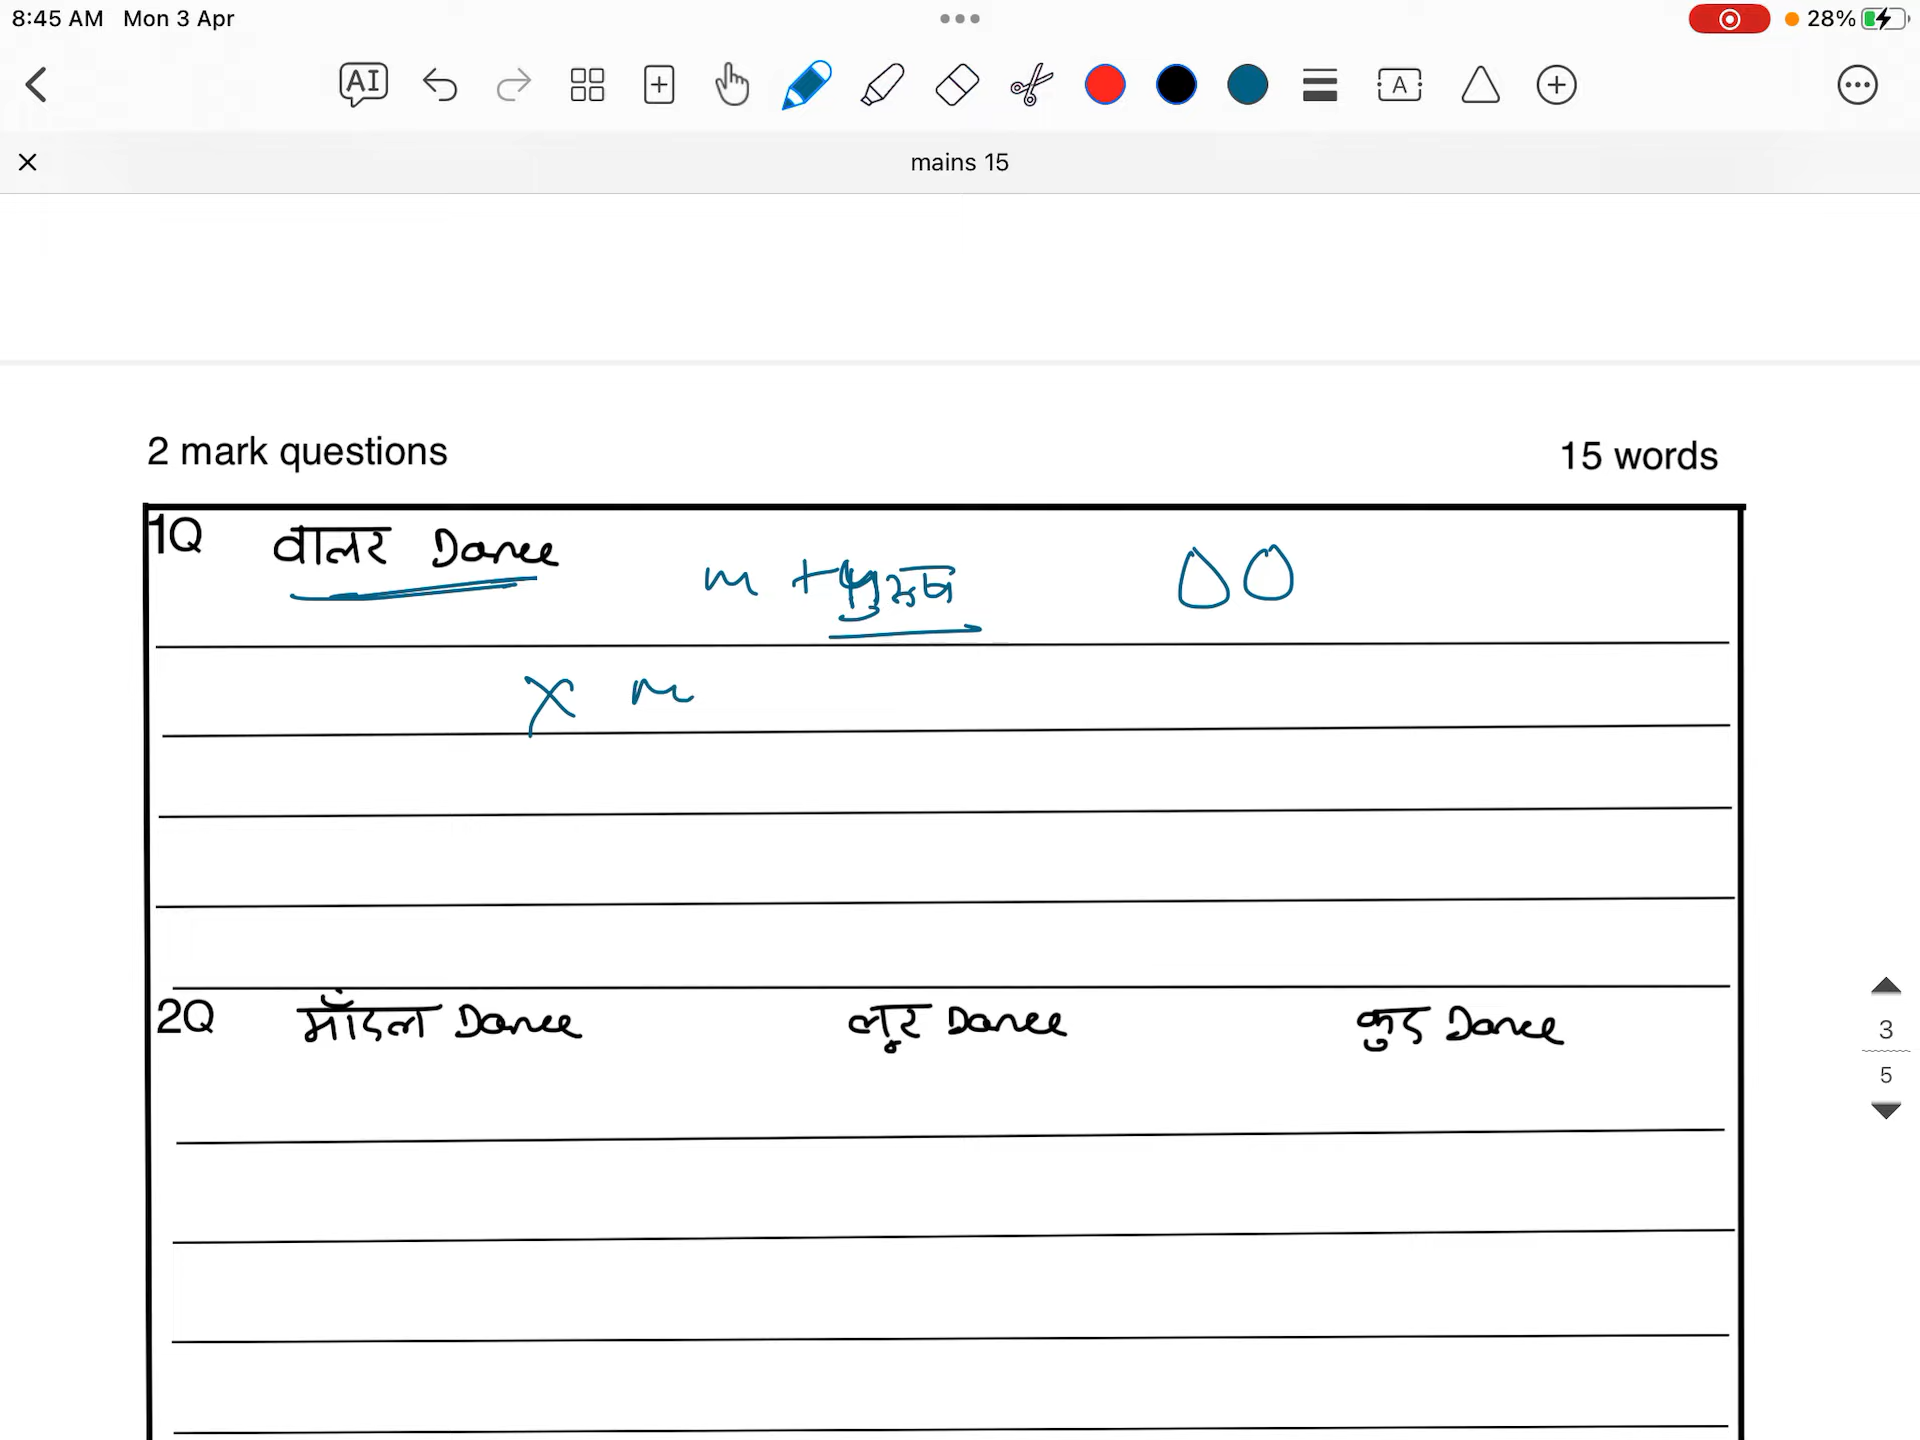 8:45 AM Mon 3 Apr
28%
AI
A
mains 15
2 mark questions 15 words
1Q वालर Dance
m +
x m
2Q माँडल Dance लूर Dance कुद Dance
3
5